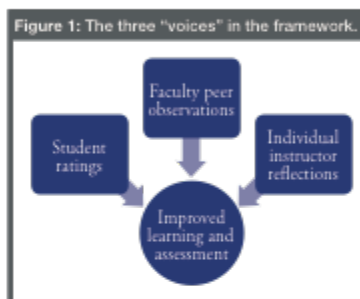 Figure 1: The three “voices” in the framework.
Faculty peer
observations
Student
ratings
Individual
instructor
reflections
Improved
learning and
assessment